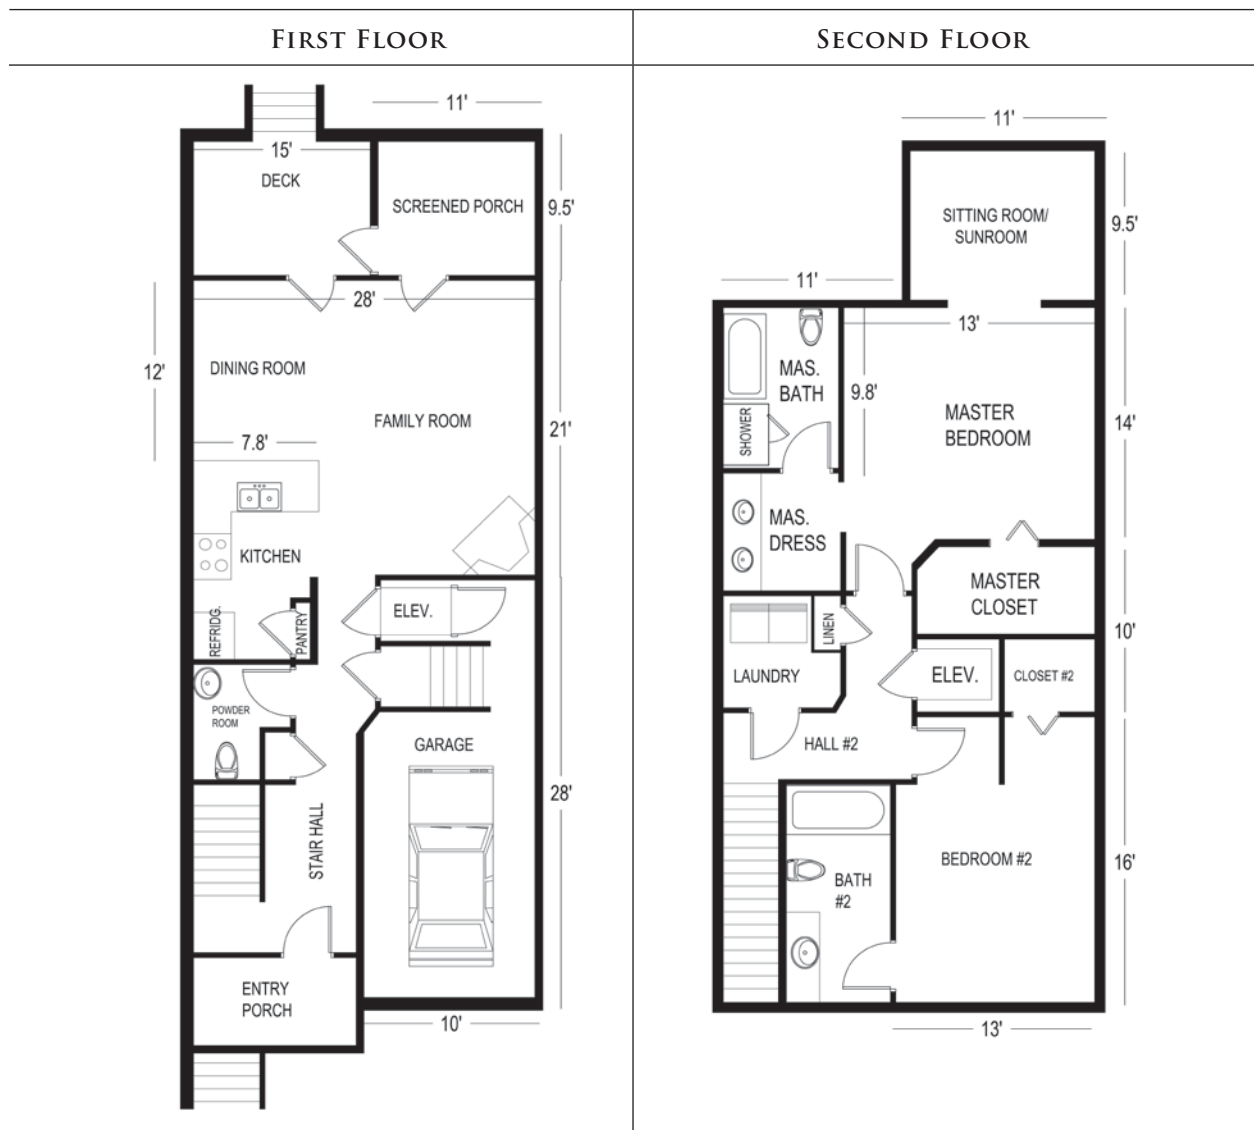 FIRST FLOOR
11'
15'
DECK
SCREENED PORCH
9.5'
28'
DINING ROOM
12'
FAMILY ROOM
21'
7.8'
KITCHEN
REFRIDG.
PANTRY
ELEV.
POWDER
ROOM
GARAGE
28'
STAIR HALL
ENTRY
PORCH
10'
SECOND FLOOR
11'
SITTING ROOM/
SUNROOM
9.5'
11'
13'
MAS.
BATH
9.8'
SHOWER
MASTER
BEDROOM
14'
MAS.
DRESS
MASTER
CLOSET
LINEN
10'
LAUNDRY
ELEV.
CLOSET #2
HALL #2
BEDROOM #2
16'
BATH
#2
13'